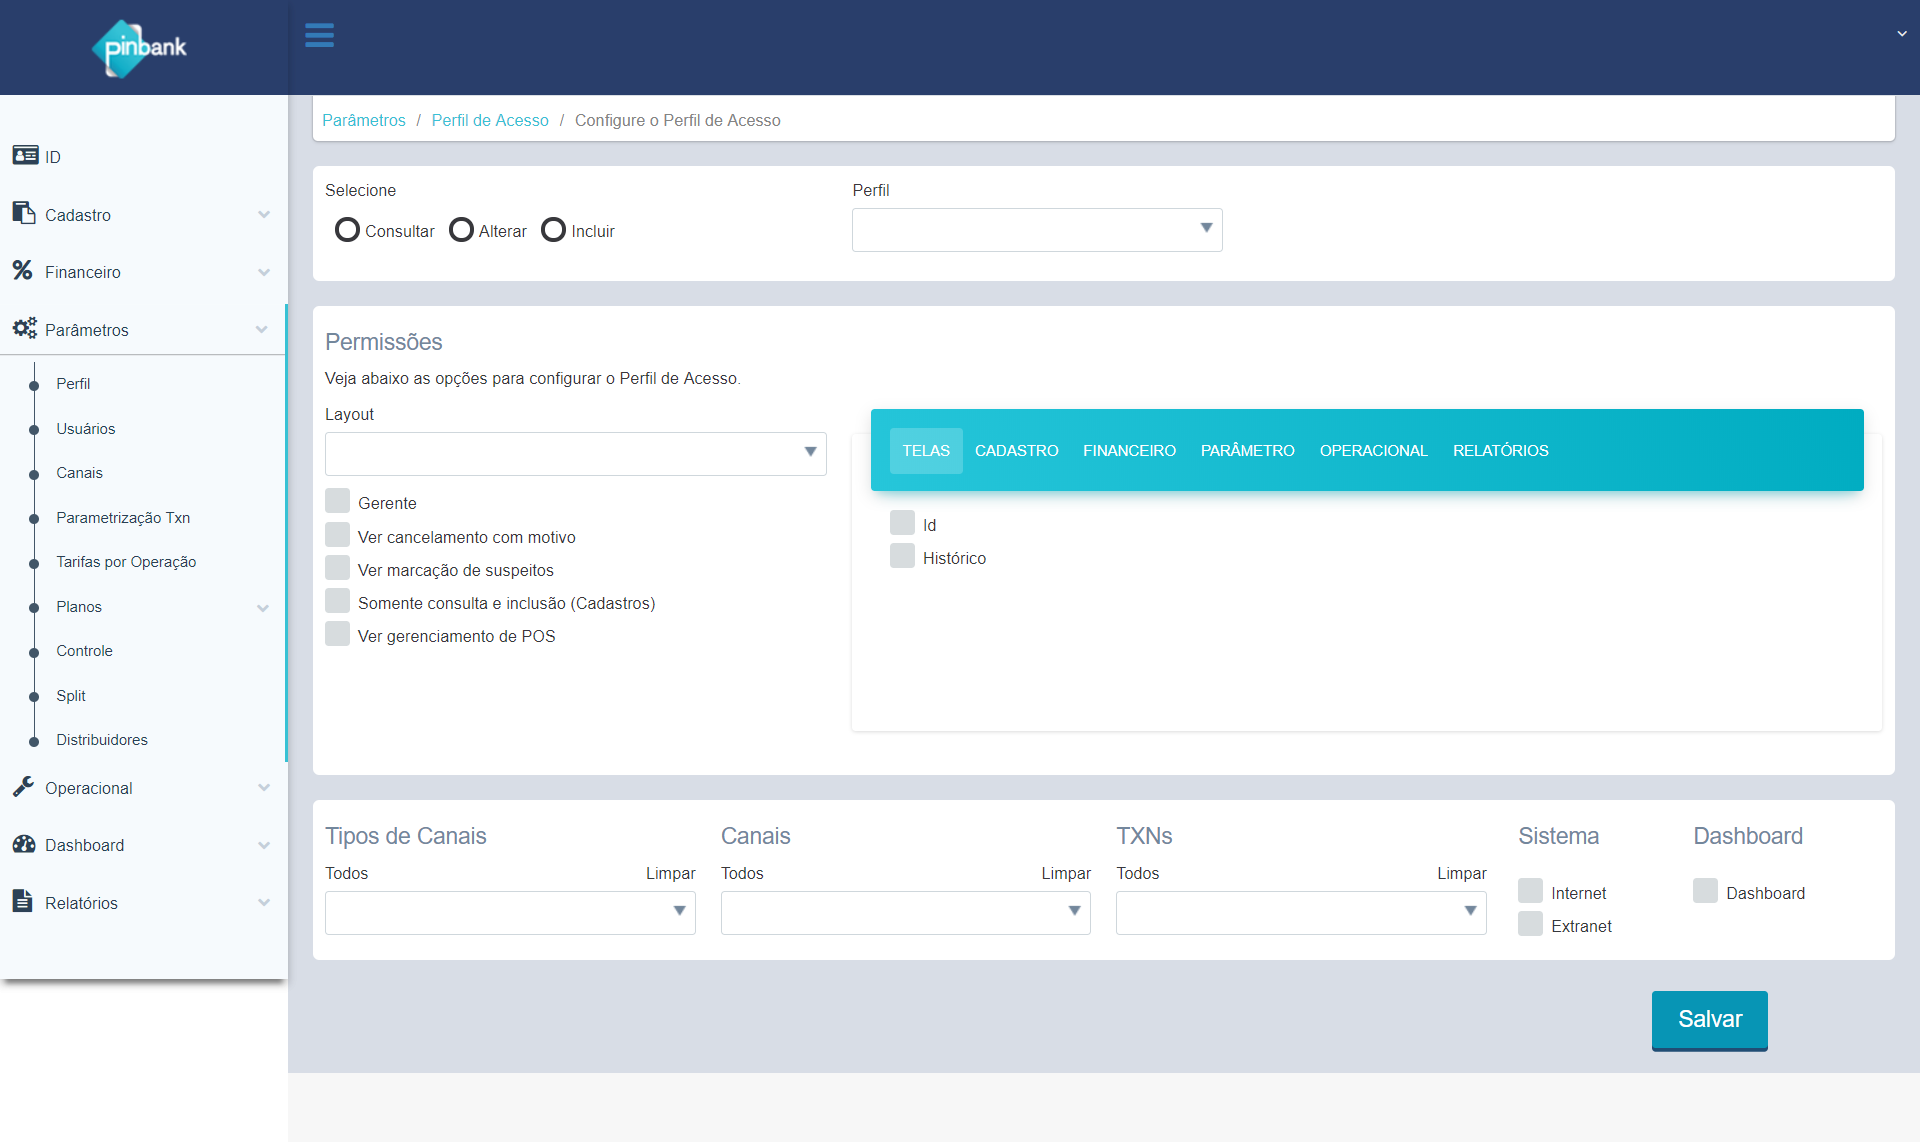 pinbank
Parâmetros / Perfil de Acesso / Configure o Perfil de Acesso
ID
Cadastro
Financeiro
Parâmetros
Perfil
Usuários
Canais
Parametrização Txn
Tarifas por Operação
Planos
Controle
Split
Distribuidores
Operacional
Dashboard
Relatórios
Selecione
Consultar Alterar Incluir
Perfil
Permissões
Veja abaixo as opções para configurar o Perfil de Acesso.
Layout
Gerente
Ver cancelamento com motivo
Ver marcação de suspeitos
Somente consulta e inclusão (Cadastros)
Ver gerenciamento de POS
TELAS CADASTRO FINANCEIRO PARÂMETRO OPERACIONAL RELATÓRIOS
Id
Histórico
Tipos de Canais
Todos Limpar
Canais
Todos Limpar
TXNs
Todos Limpar
Sistema
Internet
Extranet
Dashboard
Dashboard
Salvar